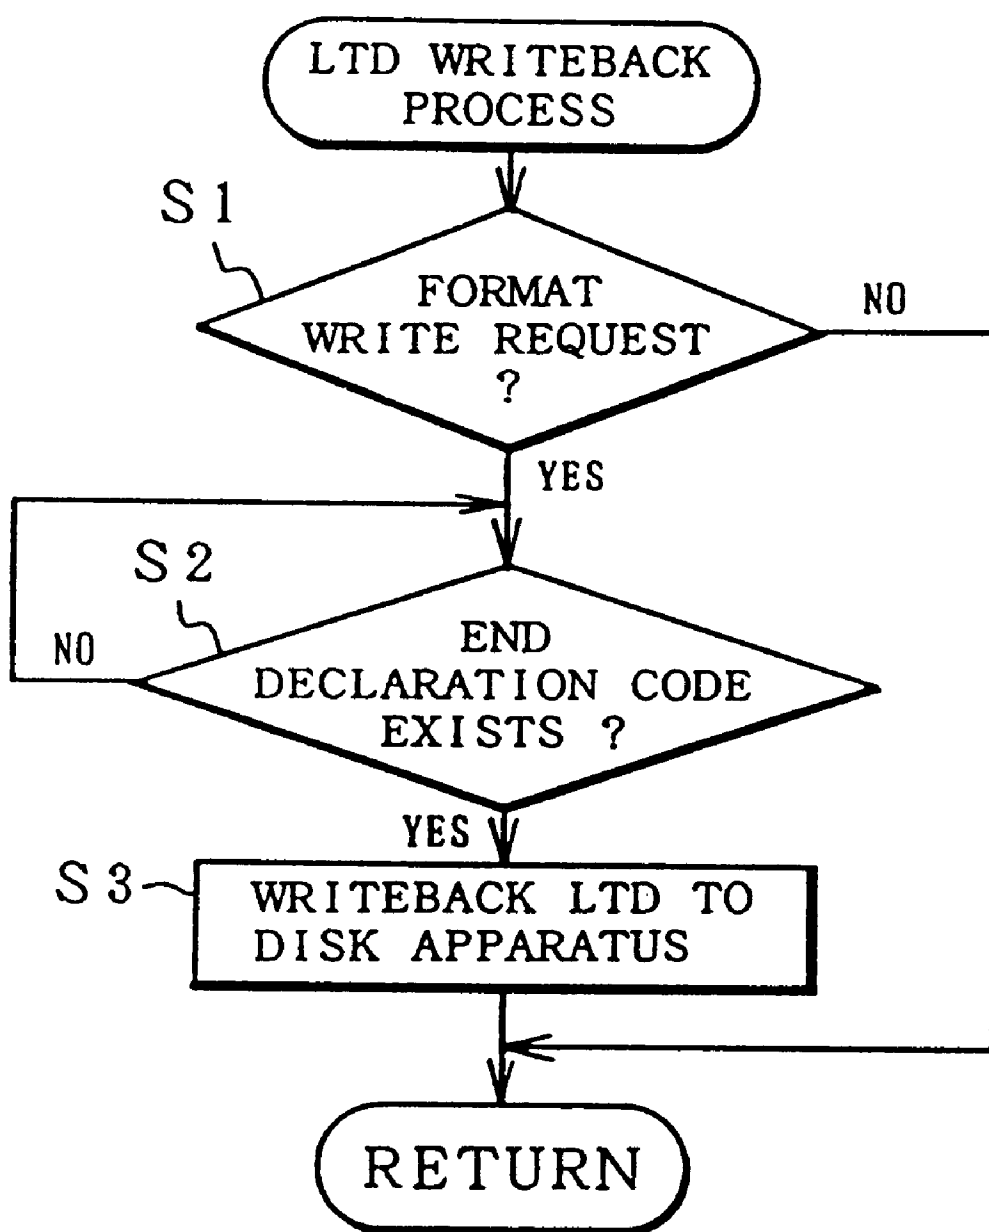 LTD WRITEBACK
PROCESS
S1
FORMAT
WRITE REQUEST
?
NO
YES
S2
NO
END
DECLARATION CODE
EXISTS ?
YES
S3
WRITEBACK LTD TO
DISK APPARATUS
RETURN